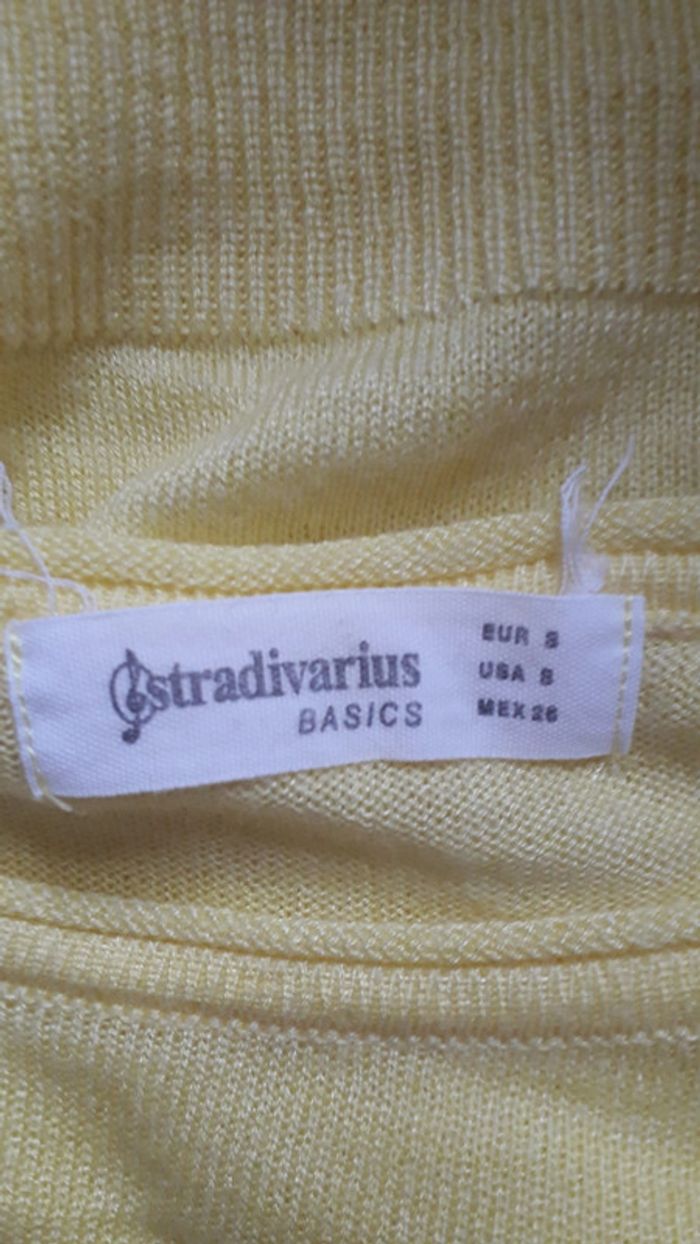 stradivarius
BASICS
EUR S
USA S
MEX 26